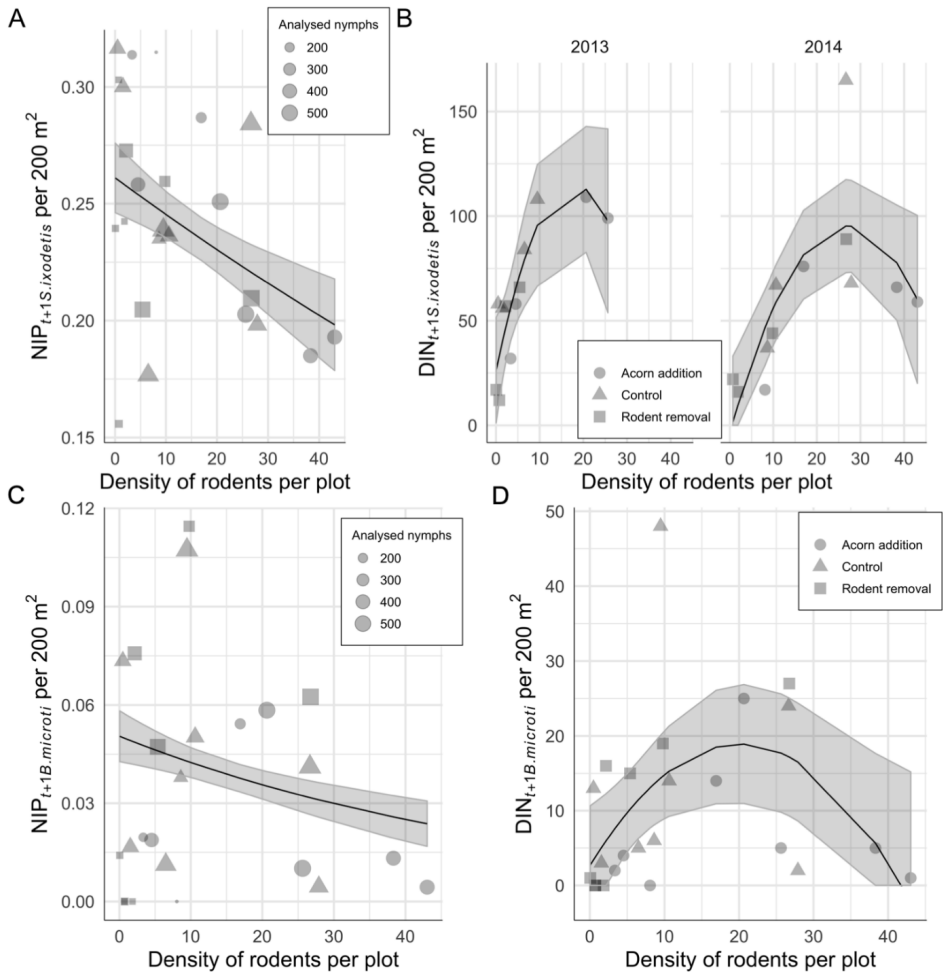 A
NIPt+1S.ixodetis per 200 m²
0.30
0.25
0.20
0.15
0 10 20 30 40
Density of rodents per plot
Analysed nymphs
200
300
400
500
B
2013
2014
DINt+1S.ixodetis per 200 m²
150
100
50
0
0 10 20 30 40
0 10 20 30 40
Density of rodents per plot
Acorn addition
Control
Rodent removal
C
NIPt+1B.microti per 200 m²
0.12
0.09
0.06
0.03
0.00
0 10 20 30 40
Density of rodents per plot
Analysed nymphs
200
300
400
500
D
DINt+1B.microti per 200 m²
50
40
30
20
10
0
0 10 20 30 40
Density of rodents per plot
Acorn addition
Control
Rodent removal